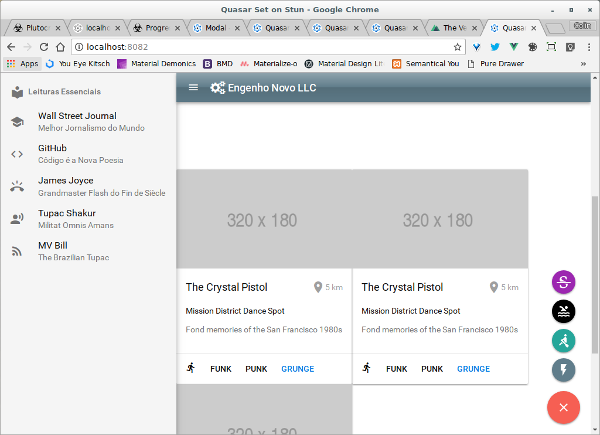 Quasar Set on Stun - Google Chrome
Plutoc
localho
Progre
Modal
Quasa
Quasa
Quasa
The Ve
Quasa
Colin
localhost:8082
Apps
You Eye Kitsch
Material Demonics
BMD
Materialize-o
Material Design Lit
Semantical You
Pure Drawer
»
Leituras Essenciais
Engenho Novo LLC
Wall Street Journal
Melhor Jornalismo do Mundo
GitHub
Código é a Nova Poesia
James Joyce
Grandmaster Flash do Fin de Siècle
Tupac Shakur
Militat Omnis Amans
MV Bill
The Brazilian Tupac
320 x 180
320 x 180
The Crystal Pistol
5 km
Mission District Dance Spot
Fond memories of the San Francisco 1980s
FUNK PUNK GRUNGE
The Crystal Pistol
5 km
Mission District Dance Spot
Fond memories of the San Francisco 1980s
FUNK PUNK GRUNGE
320 x 180